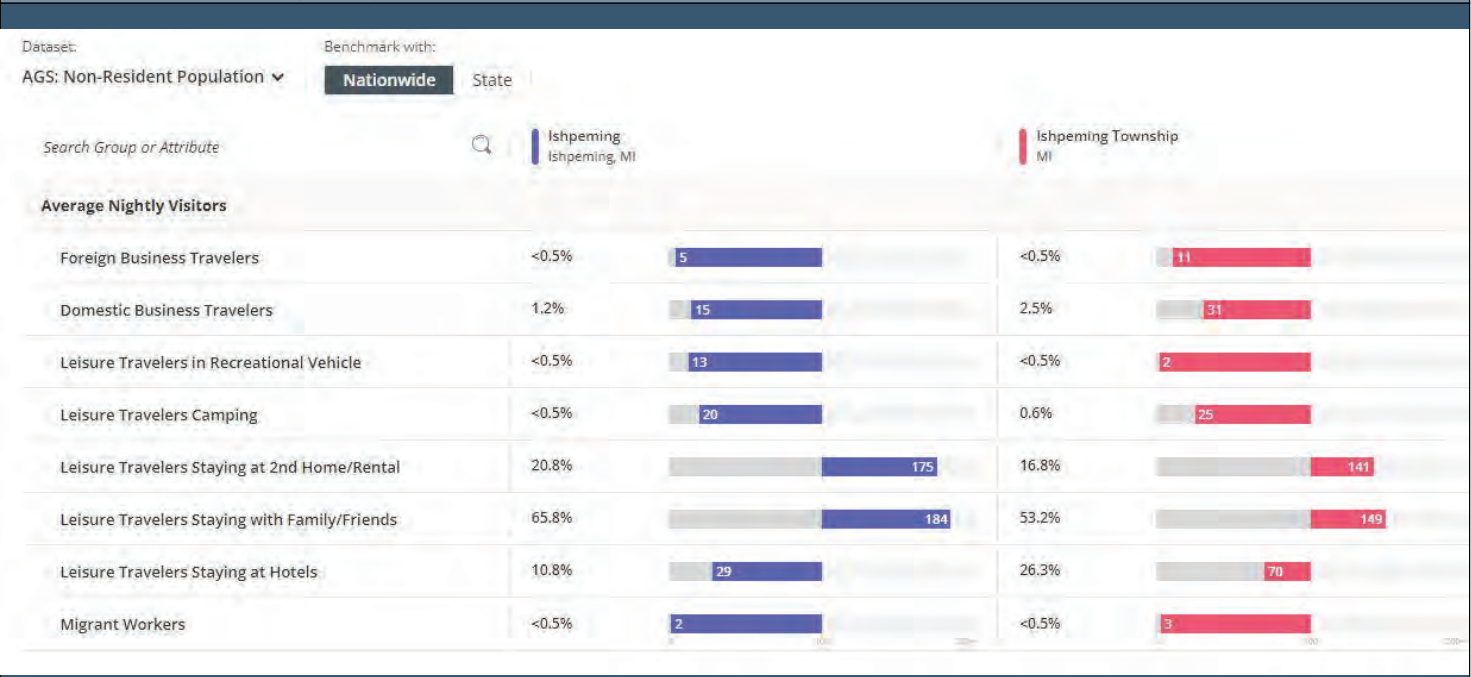 Dataset: Benchmark with:
AGS: Non-Resident Population Nationwide State
Search Group or Attribute Ishpeming Ishpeming Township
Ishpeming, MI MI
Average Nightly Visitors
Foreign Business Travelers <0.5% 5 <0.5% 11
Domestic Business Travelers 1.2% 15 2.5% 31
Leisure Travelers in Recreational Vehicle <0.5% 13 <0.5% 2
Leisure Travelers Camping <0.5% 20 0.6% 25
Leisure Travelers Staying at 2nd Home/Rental 20.8% 175 16.8% 141
Leisure Travelers Staying with Family/Friends 65.8% 184 53.2% 149
Leisure Travelers Staying at Hotels 10.8% 29 26.3% 70
Migrant Workers <0.5% 2 <0.5% 3